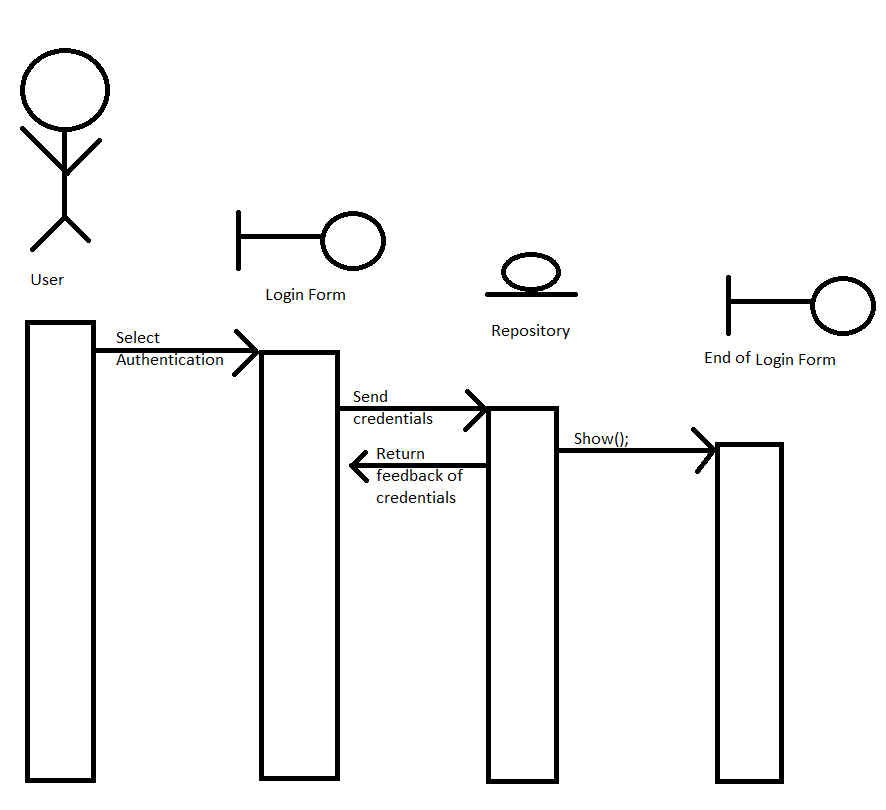 User
Login Form
Repository
End of Login Form
Select
Authentication
Send
credentials
Show();
Return
feedback of
credentials